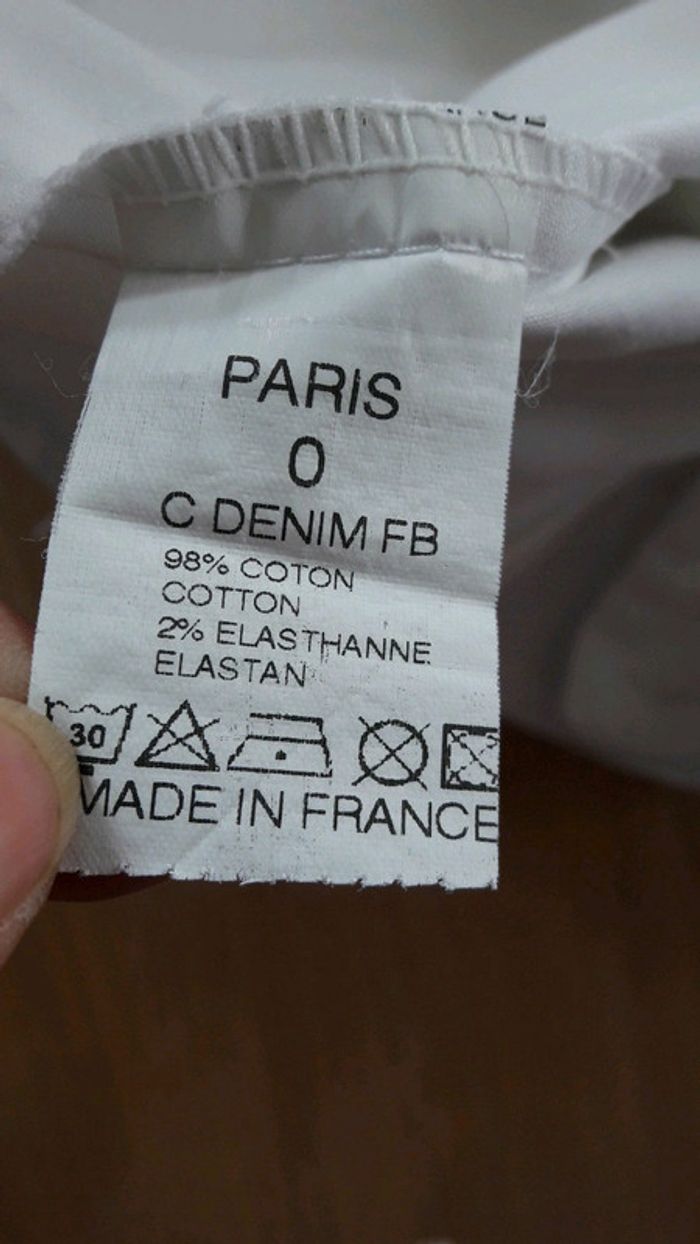 PARIS
0
C DENIM FB
98% COTON
COTTON
2% ELASTHANNE
ELASTAN
30
MADE IN FRANCE